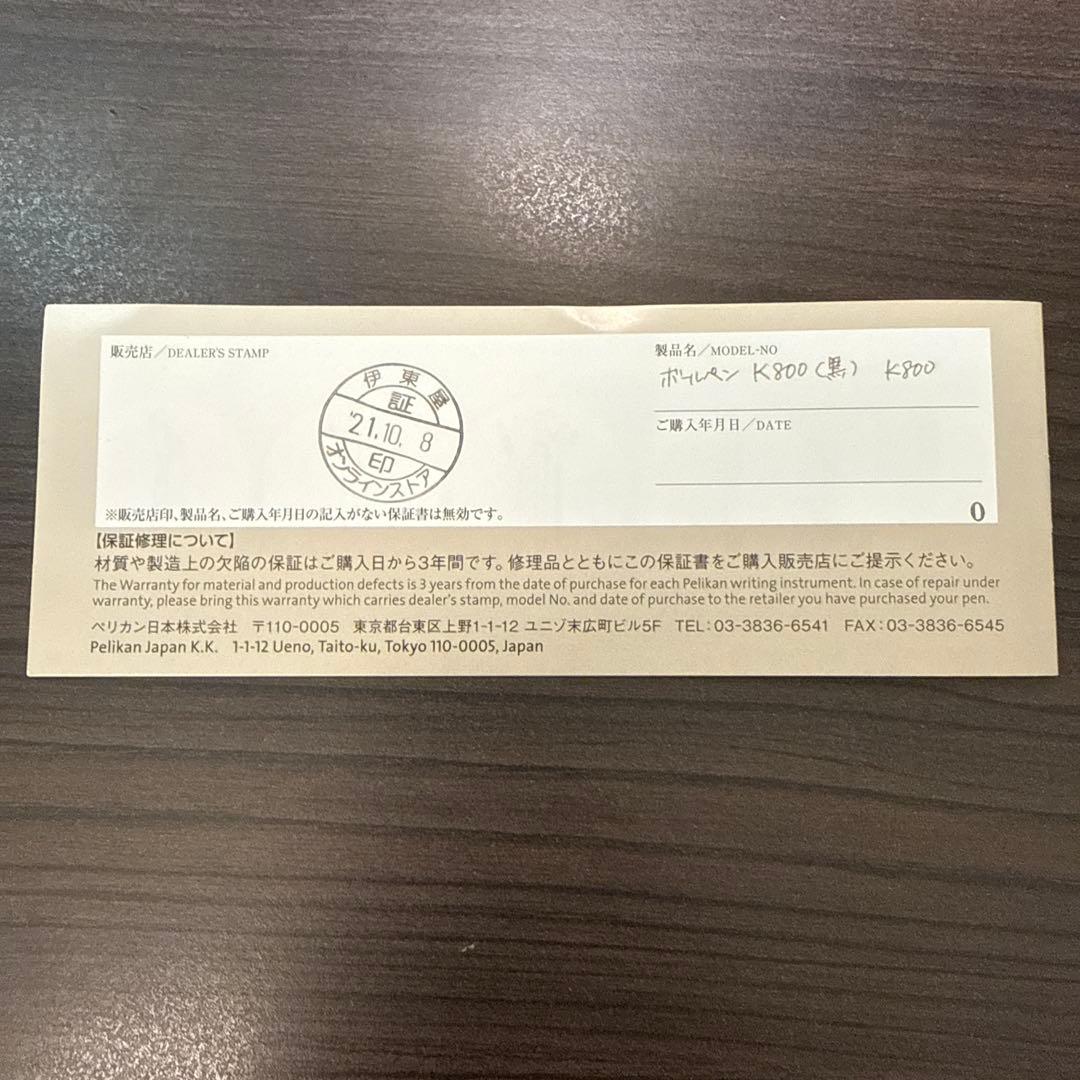 販売店/DEALER'S STAMP
伊東屋
証
'21.10.8
印
オンラインストア
製品名/MODEL-NO
ボールペン K800(黒) K800
ご購入年月日/DATE
0
※販売店印、製品名、ご購入年月日の記入がない保証書は無効です。
【保証修理について】
材質や製造上の欠陥の保証はご購入日から3年間です。修理品とともにこの保証書をご購入販売店にご提示ください。
The Warranty for material and production defects is 3 years from the date of purchase for each Pelikan writing instrument. In case of repair under
warranty, please bring this warranty which carries dealer's stamp, model No. and date of purchase to the retailer you have purchased your pen.
ペリカン日本株式会社 〒110-0005 東京都台東区上野1-1-12 ユニゾ末広町ビル5F TEL:03-3836-6541 FAX:03-3836-6545
Pelikan Japan K.K. 1-1-12 Ueno, Taito-ku, Tokyo 110-0005, Japan